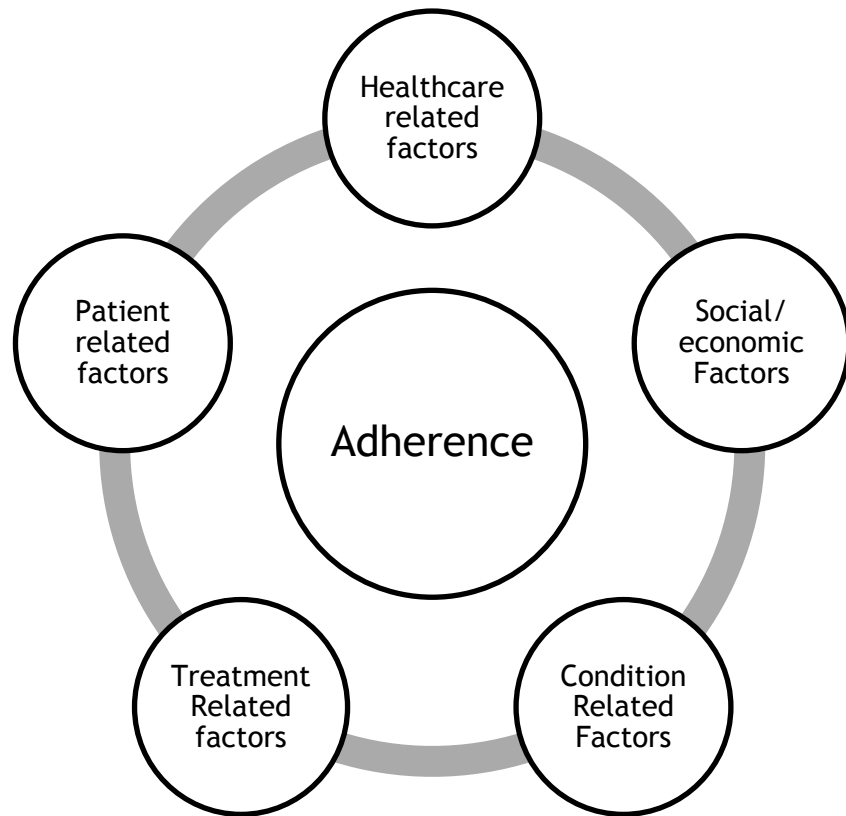 Healthcare
related
factors
Social/
economic
Factors
Condition
Related
Factors
Treatment
Related
factors
Patient
related
factors
Adherence